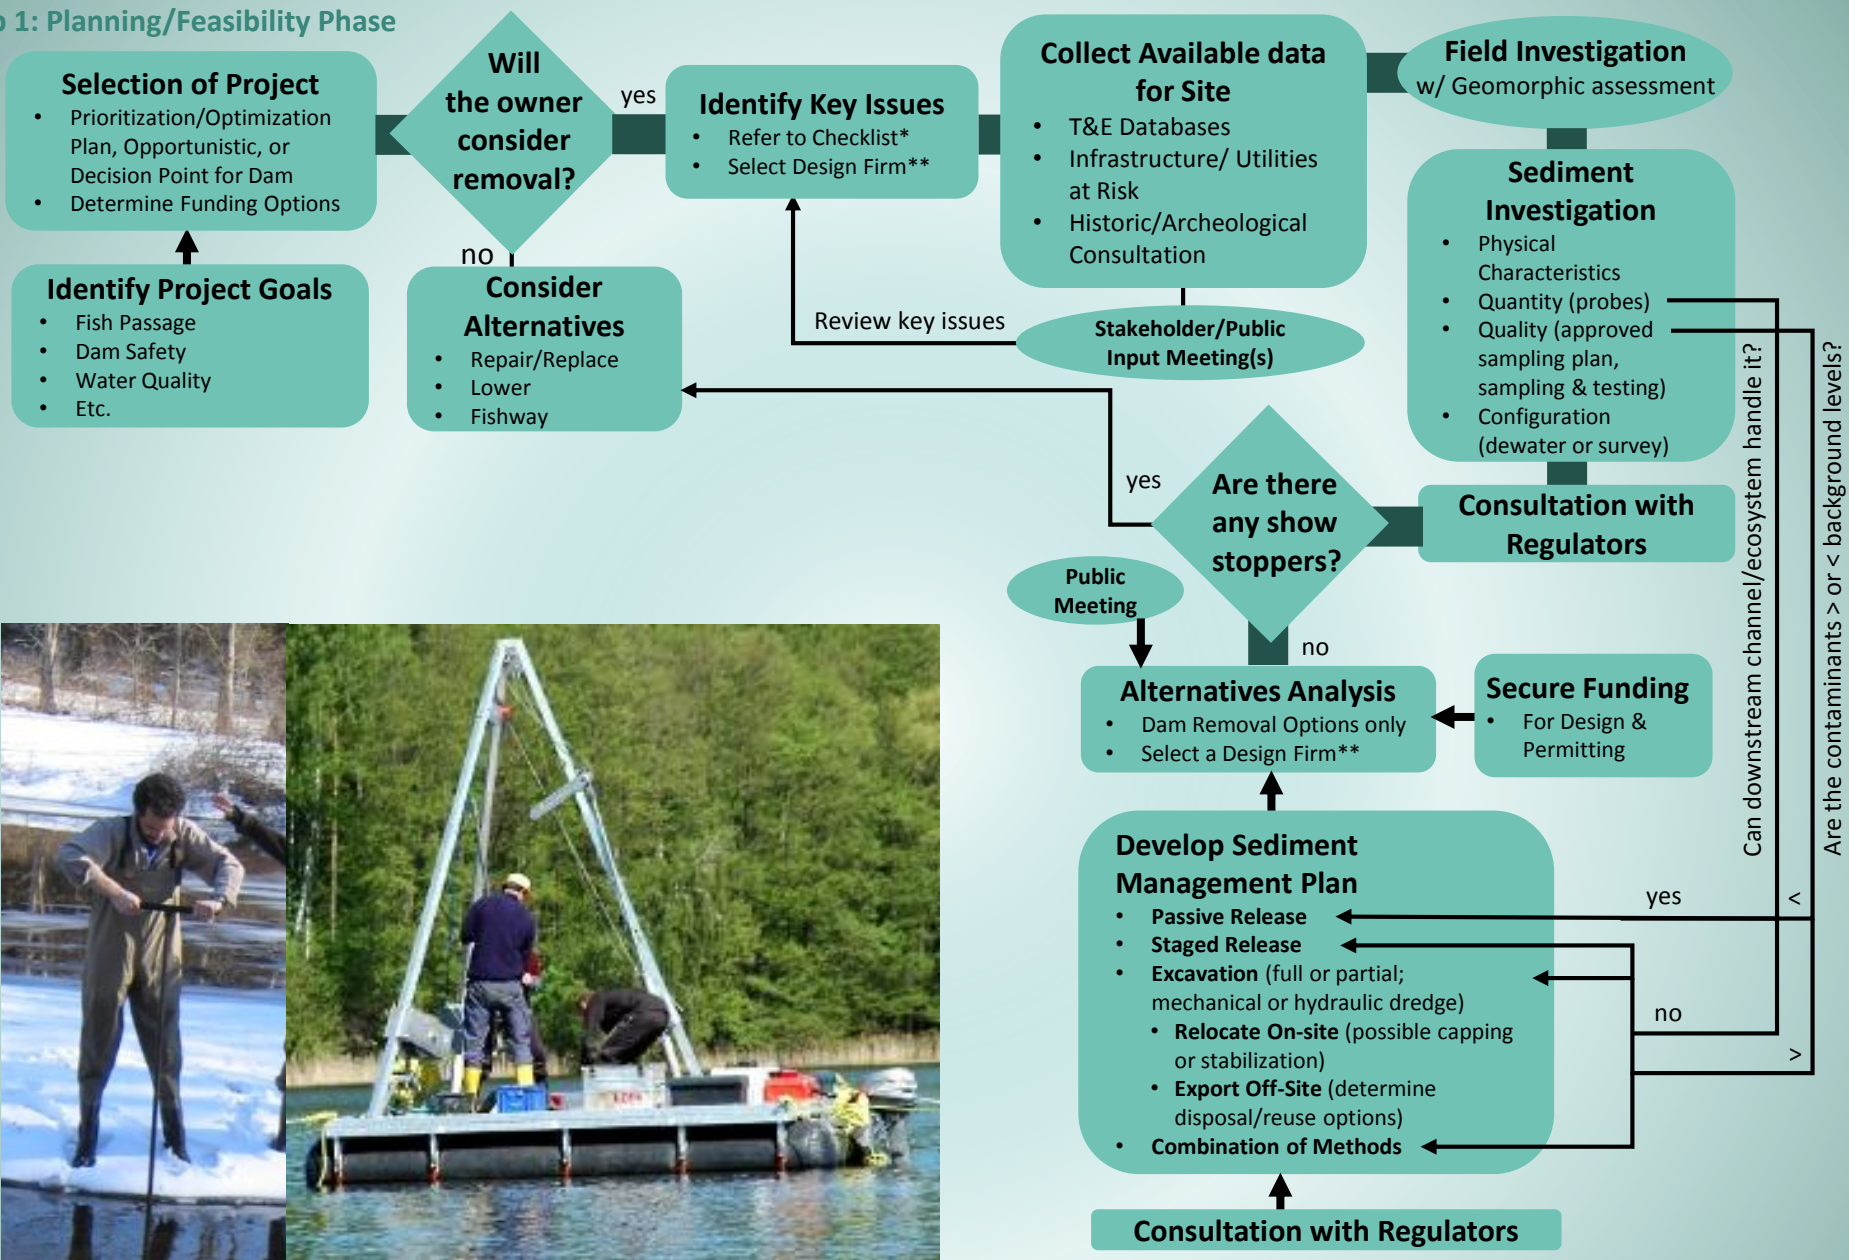 1: Planning/Feasibility Phase
Selection of Project
• Prioritization/Optimization
Plan, Opportunistic, or
Decision Point for Dam
• Determine Funding Options
Identify Project Goals
• Fish Passage
• Dam Safety
• Water Quality
• Etc.
Will
the owner
consider
removal?
yes
no
Consider
Alternatives
• Repair/Replace
• Lower
• Fishway
Identify Key Issues
• Refer to Checklist*
• Select Design Firm**
Review key issues
Collect Available data
for Site
• T&E Databases
• Infrastructure/ Utilities
at Risk
• Historic/Archeological
Consultation
Stakeholder/Public
Input Meeting(s)
Field Investigation
w/ Geomorphic assessment
Sediment
Investigation
• Physical
Characteristics
• Quantity (probes)
• Quality (approved
sampling plan,
sampling & testing)
• Configuration
(dewater or survey)
Consultation with
Regulators
Are there
any show
stoppers?
yes
no
Public
Meeting
Alternatives Analysis
• Dam Removal Options only
• Select a Design Firm**
Secure Funding
• For Design &
Permitting
Develop Sediment
Management Plan
• Passive Release
• Staged Release
• Excavation (full or partial;
mechanical or hydraulic dredge)
• Relocate On-site (possible capping
or stabilization)
• Export Off-Site (determine
disposal/reuse options)
• Combination of Methods
Consultation with Regulators
Can downstream channel/ecosystem handle it?
Are the contaminants > or < background levels?
yes
<
no
>